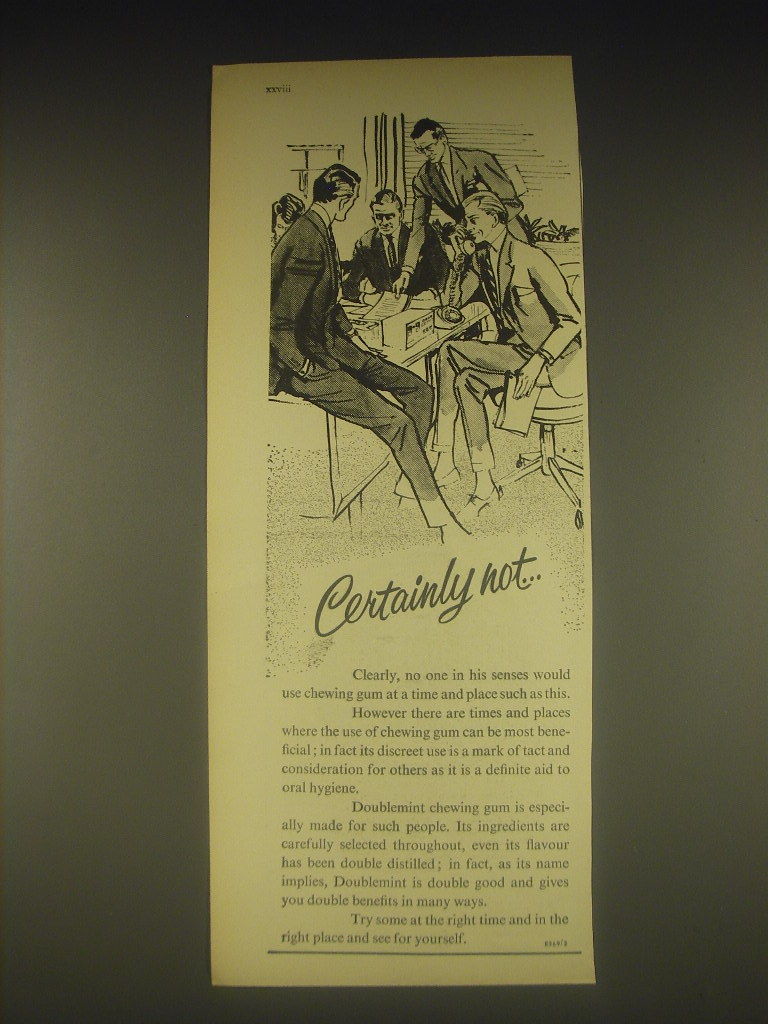 xxviii
Certainly not...
Clearly, no one in his senses would
use chewing gum at a time and place such as this.
However there are times and places
where the use of chewing gum can be most bene-
ficial; in fact its discreet use is a mark of tact and
consideration for others as it is a definite aid to
oral hygiene.
Doublemint chewing gum is especi-
ally made for such people. Its ingredients are
carefully selected throughout, even its flavour
has been double distilled; in fact, as its name
implies, Doublemint is double good and gives
you double benefits in many ways.
Try some at the right time and in the
right place and see for yourself.